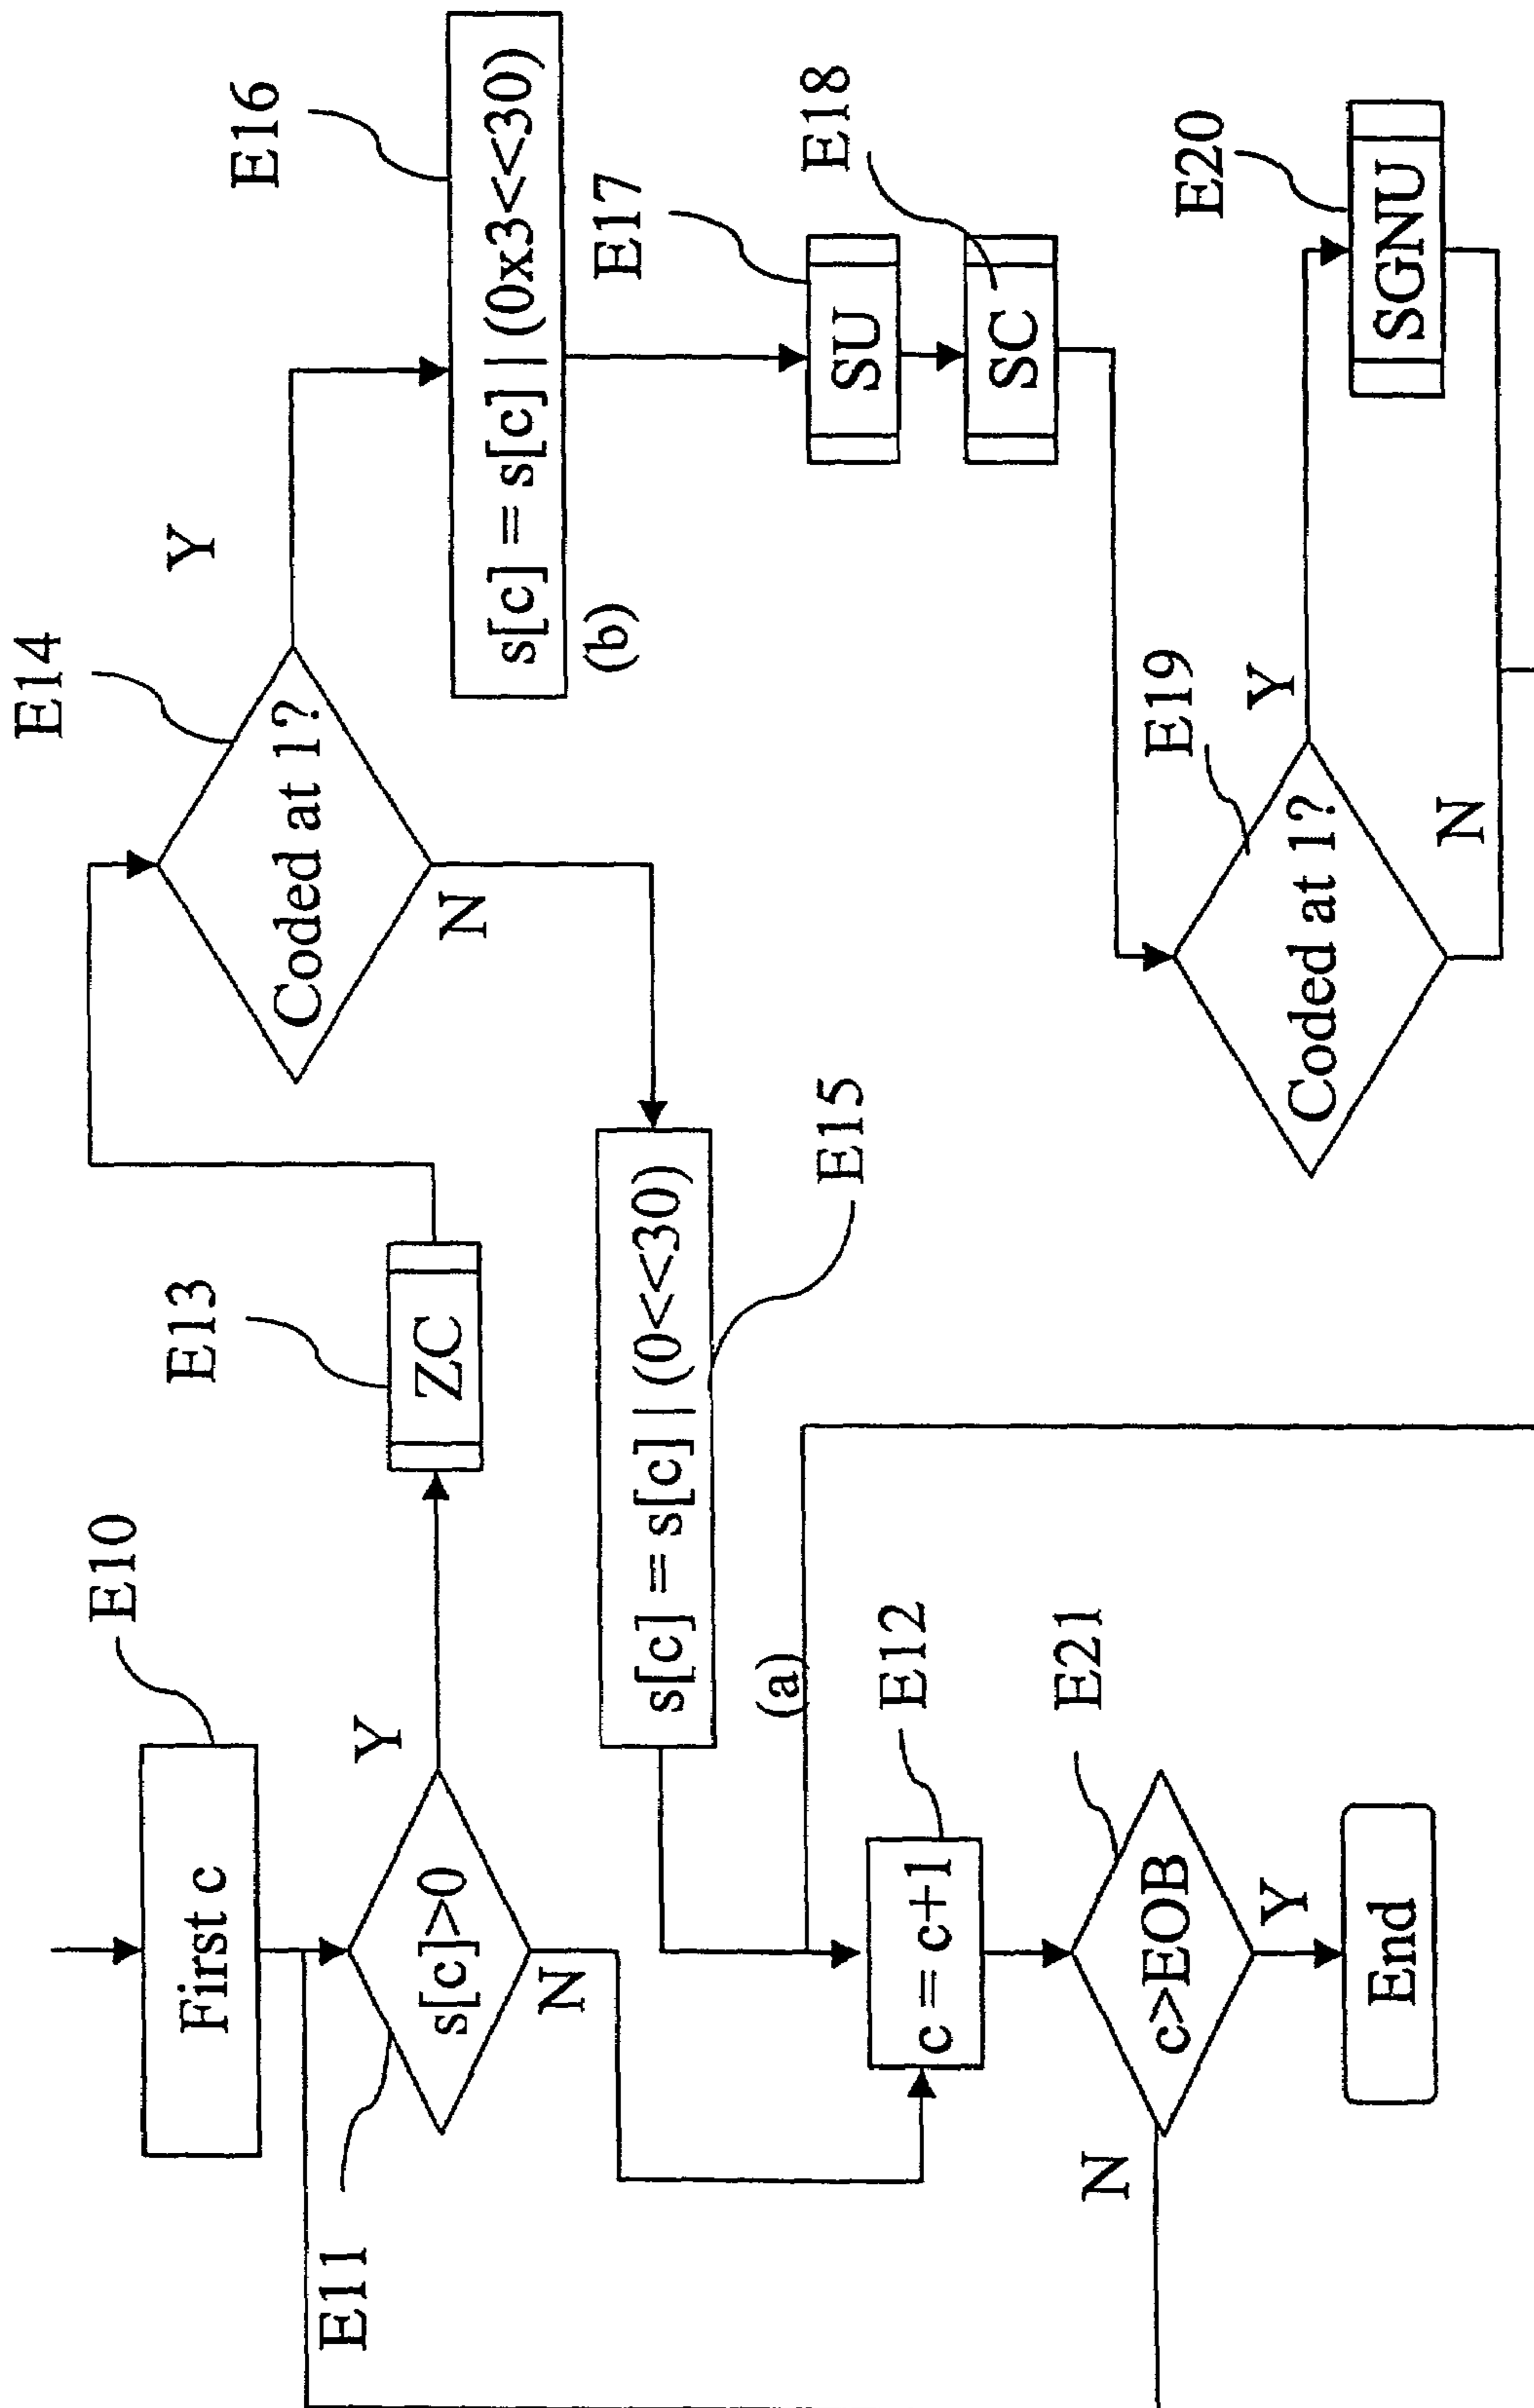 E10
First c
E11
s[c]>0
Y
N
E13
ZC
E14
Coded at 1?
Y
N
E16
s[c] = s[c] | (0x3<<30)
(b)
E15
s[c] = s[c] | (0<<30)
(a)
E17
SU
E18
SC
E12
c = c+1
E19
Coded at 1?
Y
N
E20
SGNU
E21
c>EOB
N
Y
End